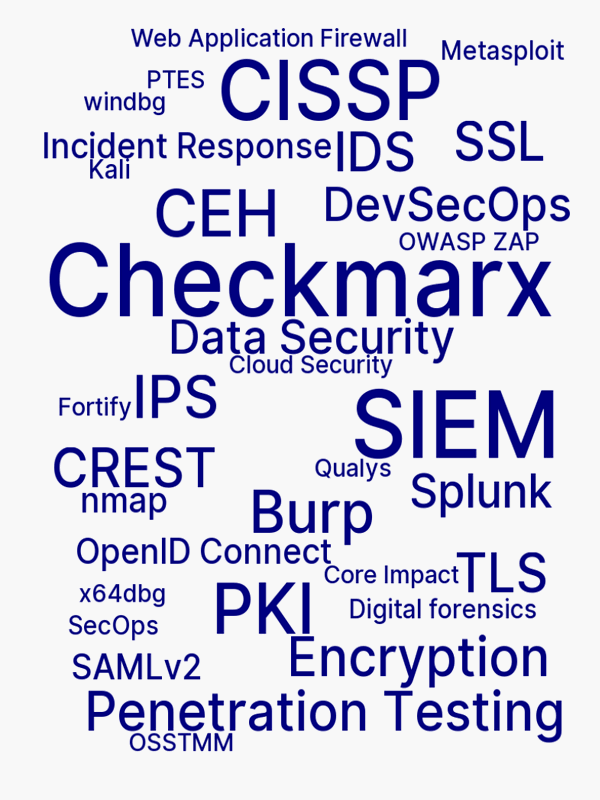 Web Application Firewall
Metasploit
PTES
CISSP
windbg
Incident Response
IDS
SSL
Kali
CEH
DevSecOps
OWASP ZAP
Checkmarx
Data Security
Cloud Security
Fortify
IPS
SIEM
CREST
Qualys
nmap
Splunk
Burp
OpenID Connect
Core Impact
TLS
x64dbg
PKI
Digital forensics
SecOps
SAMLv2
Encryption
Penetration Testing
OSSTMM